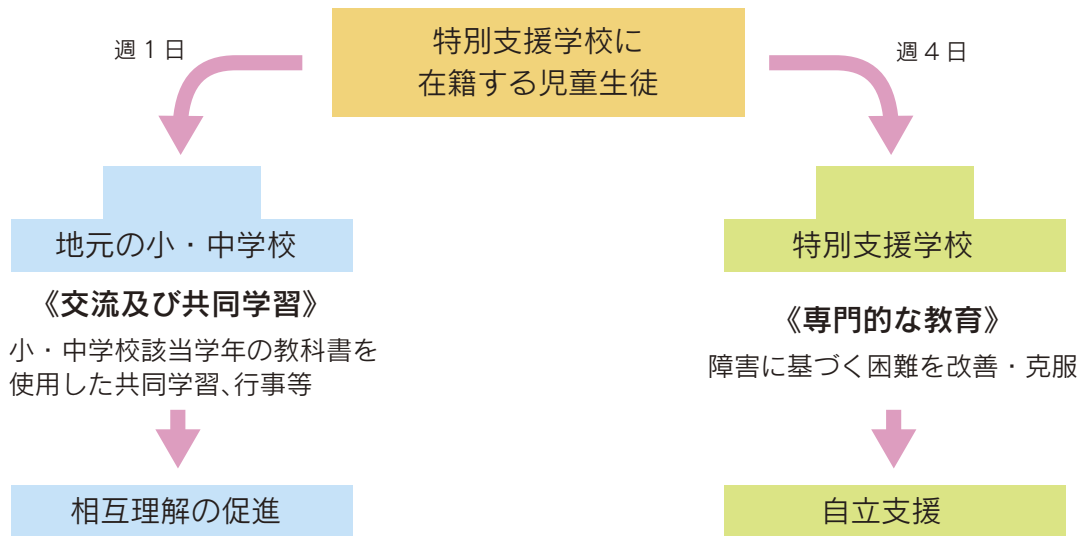 特別支援学校に
在籍する児童生徒
週1日
週4日
地元の小・中学校
《交流及び共同学習》
小・中学校該当学年の教科書を
使用した共同学習、行事等
相互理解の促進
特別支援学校
《専門的な教育》
障害に基づく困難を改善・克服
自立支援